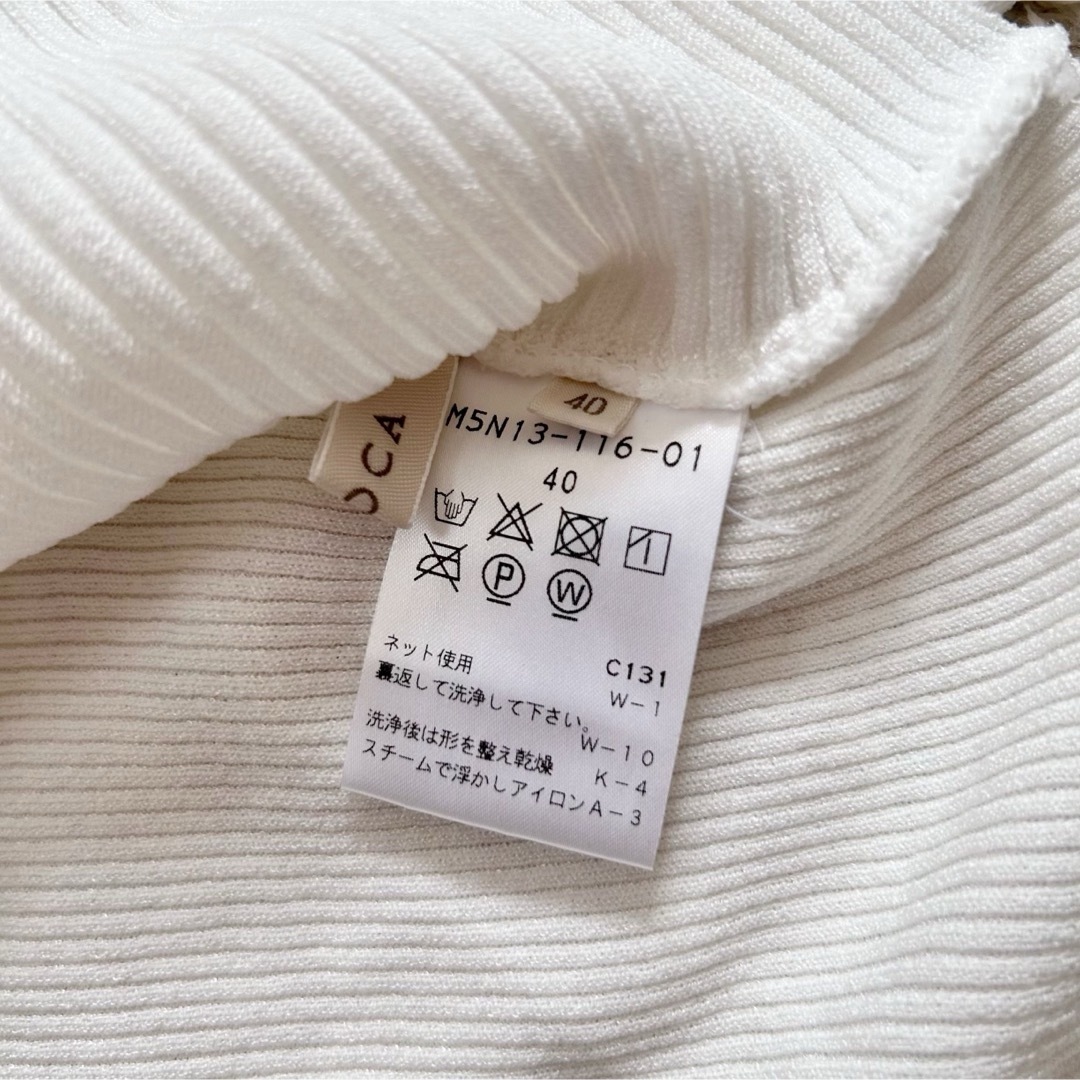 40
M5N13-116-01
40
P W
ネット使用 C131
裏返して洗浄して下さい。 W-1
W-10
洗浄後は形を整え乾燥 K-4
スチームで浮かしアイロン A-3